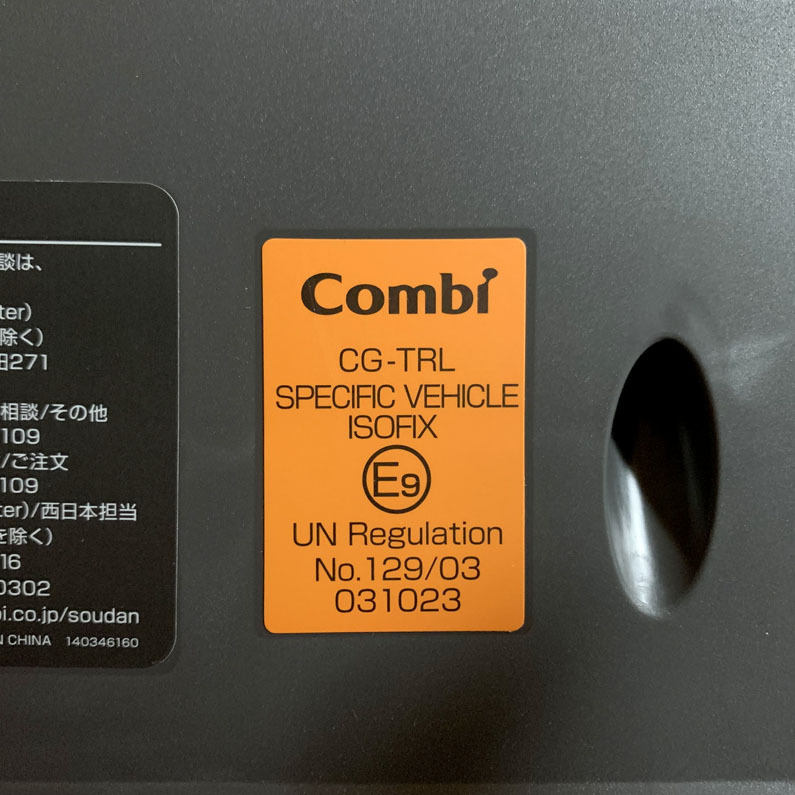 談は、
ter)
除く)
田271
相談/その他
109
/ご注文
109
ter)/西日本担当
を除く)
16
0302
bi.co.jp/soudan
N CHINA 140346160
Combi
CG-TRL
SPECIFIC VEHICLE
ISOFIX
E9
UN Regulation
No.129/03
031023